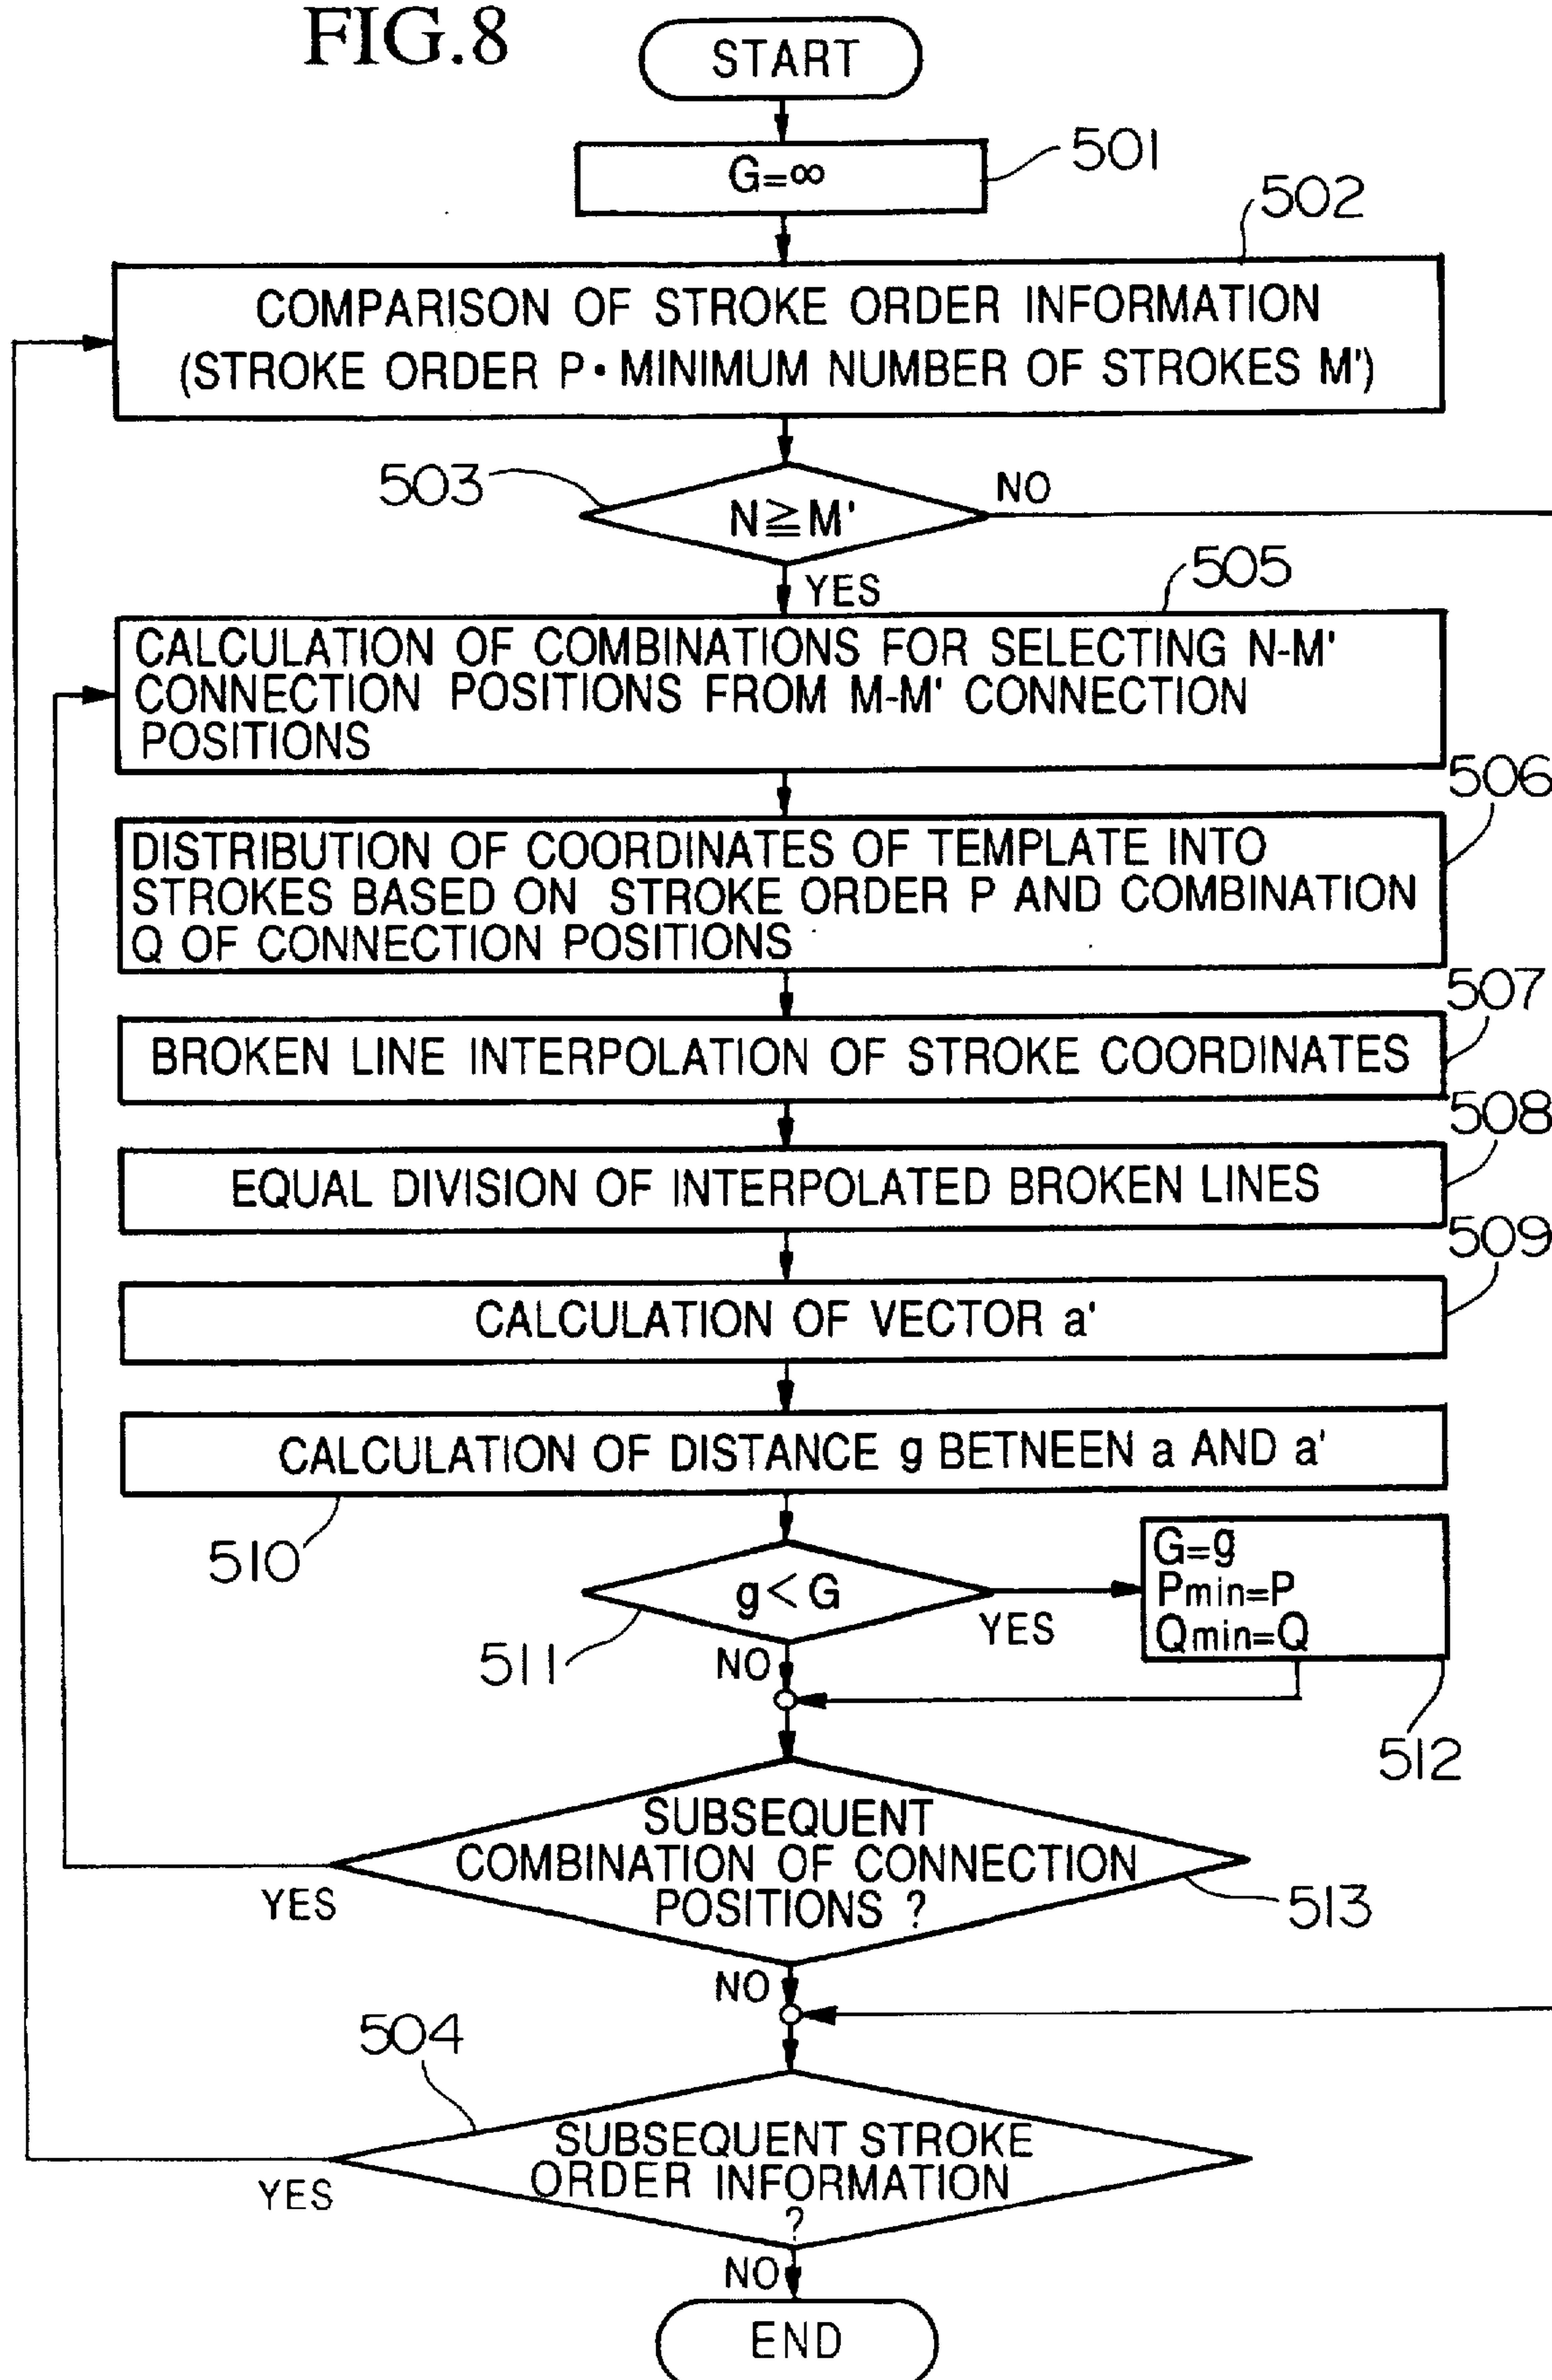 FIG.8
START
G=∞
501
502
COMPARISON OF STROKE ORDER INFORMATION
(STROKE ORDER P・MINIMUM NUMBER OF STROKES M')
503
N≧M'
NO
YES
505
CALCULATION OF COMBINATIONS FOR SELECTING N-M'
CONNECTION POSITIONS FROM M-M' CONNECTION
POSITIONS
506
DISTRIBUTION OF COORDINATES OF TEMPLATE INTO
STROKES BASED ON STROKE ORDER P AND COMBINATION
Q OF CONNECTION POSITIONS
507
BROKEN LINE INTERPOLATION OF STROKE COORDINATES
508
EQUAL DIVISION OF INTERPOLATED BROKEN LINES
509
CALCULATION OF VECTOR a'
CALCULATION OF DISTANCE g BETNEEN a AND a'
510
g<G
511
YES
NO
G=g
Pmin=P
Qmin=Q
512
SUBSEQUENT
COMBINATION OF CONNECTION
POSITIONS ?
YES
513
NO
504
SUBSEQUENT STROKE
ORDER INFORMATION
?
YES
NO
END